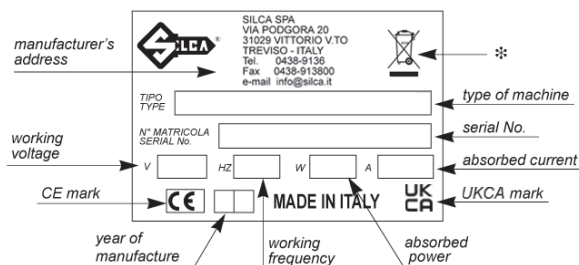 SILCA
SILCA SPA
VIA PODGORA 20
31029 VITTORIO V.TO
TREVISO - ITALY
Tel. 0438-9136
Fax 0438-913800
e-mail info@silca.it
manufacturer's
address
*
TIPO
TYPE
type of machine
N° MATRICOLA
SERIAL No.
serial No.
working
voltage
V
HZ
W
A
absorbed current
CE mark
CE
MADE IN ITALY
UK
CA
UKCA mark
year of
manufacture
working
frequency
absorbed
power